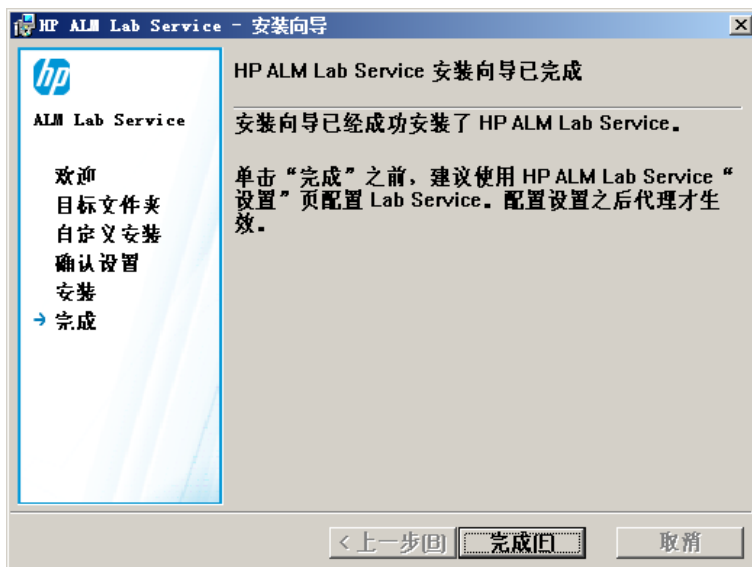 HP ALM Lab Service - 安装向导
hp
HP ALM Lab Service 安装向导已完成
ALM Lab Service
安装向导已经成功安装了 HP ALM Lab Service。
欢迎
目标文件夹
自定义安装
确认设置
安装
完成
单击“完成”之前，建议使用 HP ALM Lab Service “
设置”页配置 Lab Service。配置设置之后代理才生
效。
< 上一步(B)
完成(F)
取消